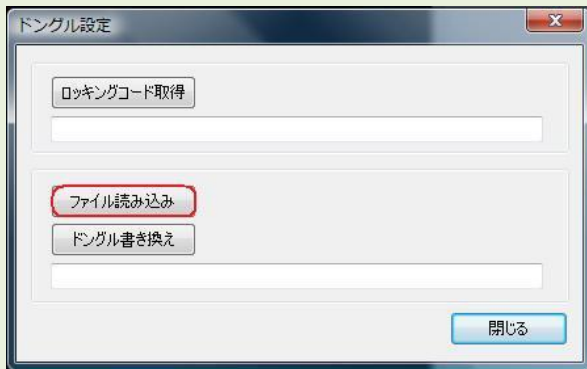 ドングル設定
ロッキングコード取得
ファイル読み込み
ドングル書き換え
閉じる